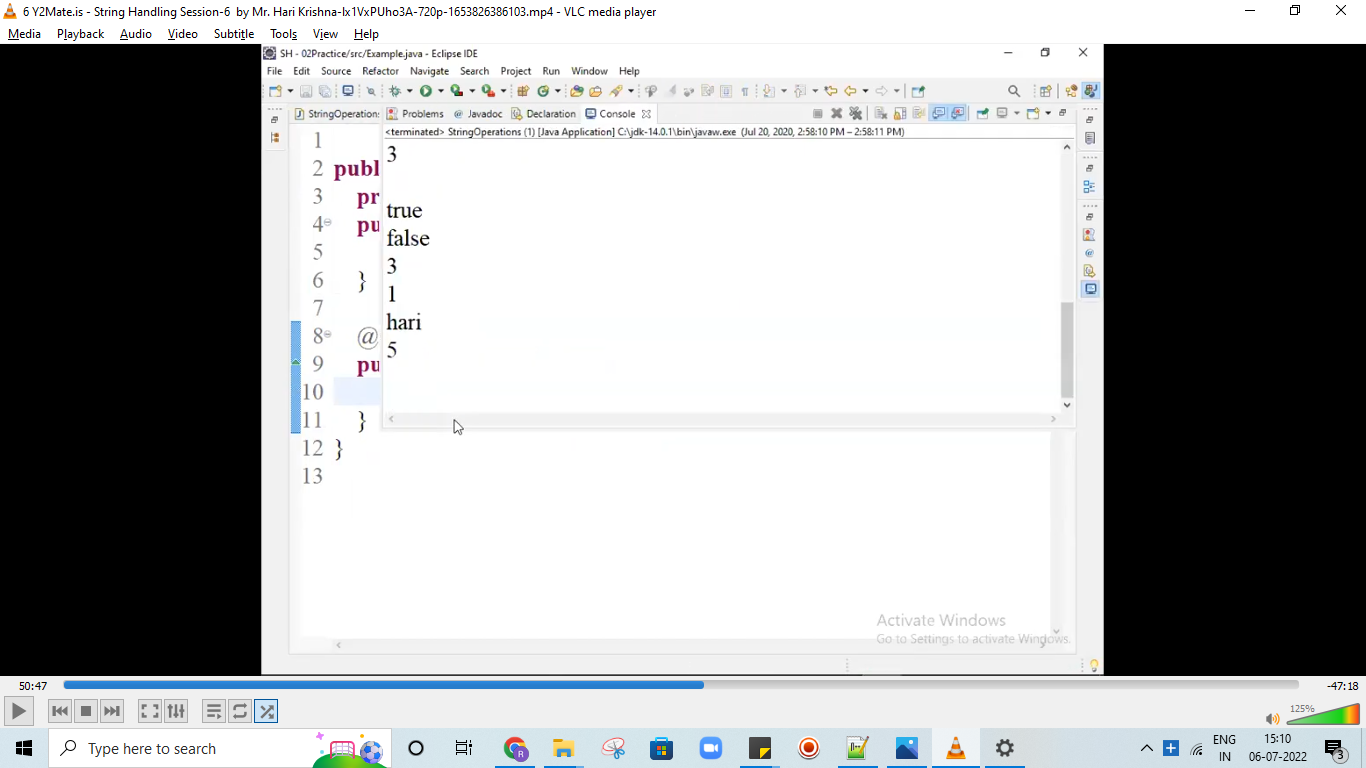 6 Y2Mate.is - String Handling Session-6 by Mr. Hari Krishna-lx1VxPUho3A-720p-1653826386103.mp4 - VLC media player
Media Playback Audio Video Subtitle Tools View Help
SH - 02Practice/src/Example.java - Eclipse IDE
File Edit Source Refactor Navigate Search Project Run Window Help
StringOperation: Problems @ Javadoc Declaration Console
<terminated> StringOperations (1) [Java Application] C:\jdk-14.0.1\bin\javaw.exe (Jul 20, 2020, 2:58:10 PM – 2:58:11 PM)
1
3
2 publ
3 pr
true
4 pu
false
5
3
6 }
1
7
hari
8 @
5
9 pu
10
11 }
12 }
13
Activate Windows
Go to Settings to activate Windows.
50:47
-47:18
125%
Type here to search
ENG
IN
15:10
06-07-2022
3